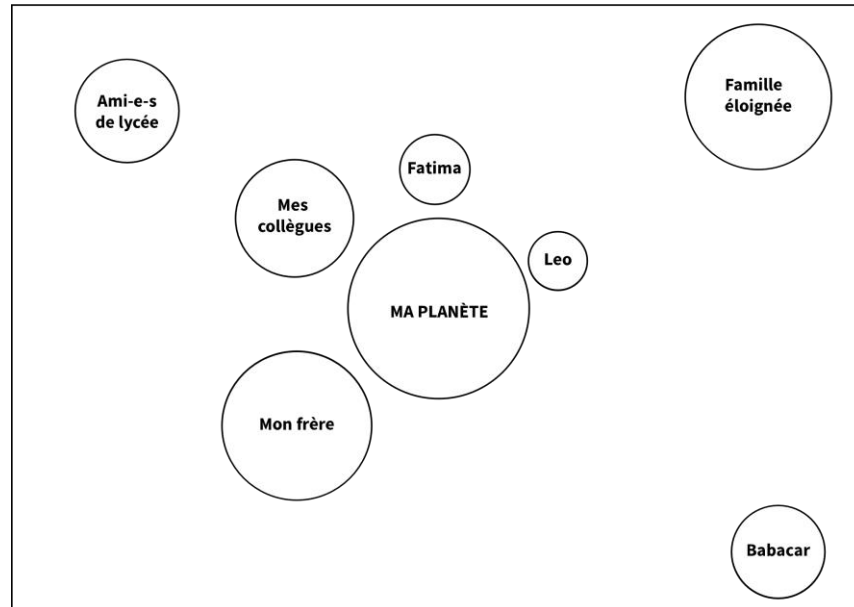 Ami-e-s
de lycée
Famille
éloignée
Fatima
Mes
collègues
Leo
MA PLANÈTE
Mon frère
Babacar